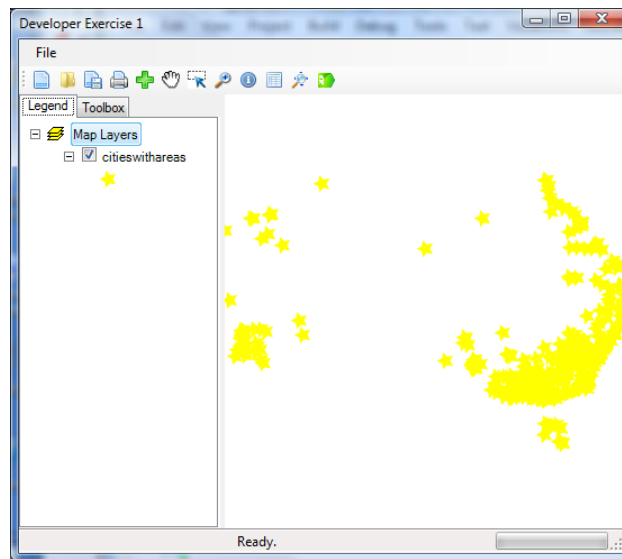 Developer Exercise 1
File
Legend Toolbox
Map Layers
citieswithareas
Ready.